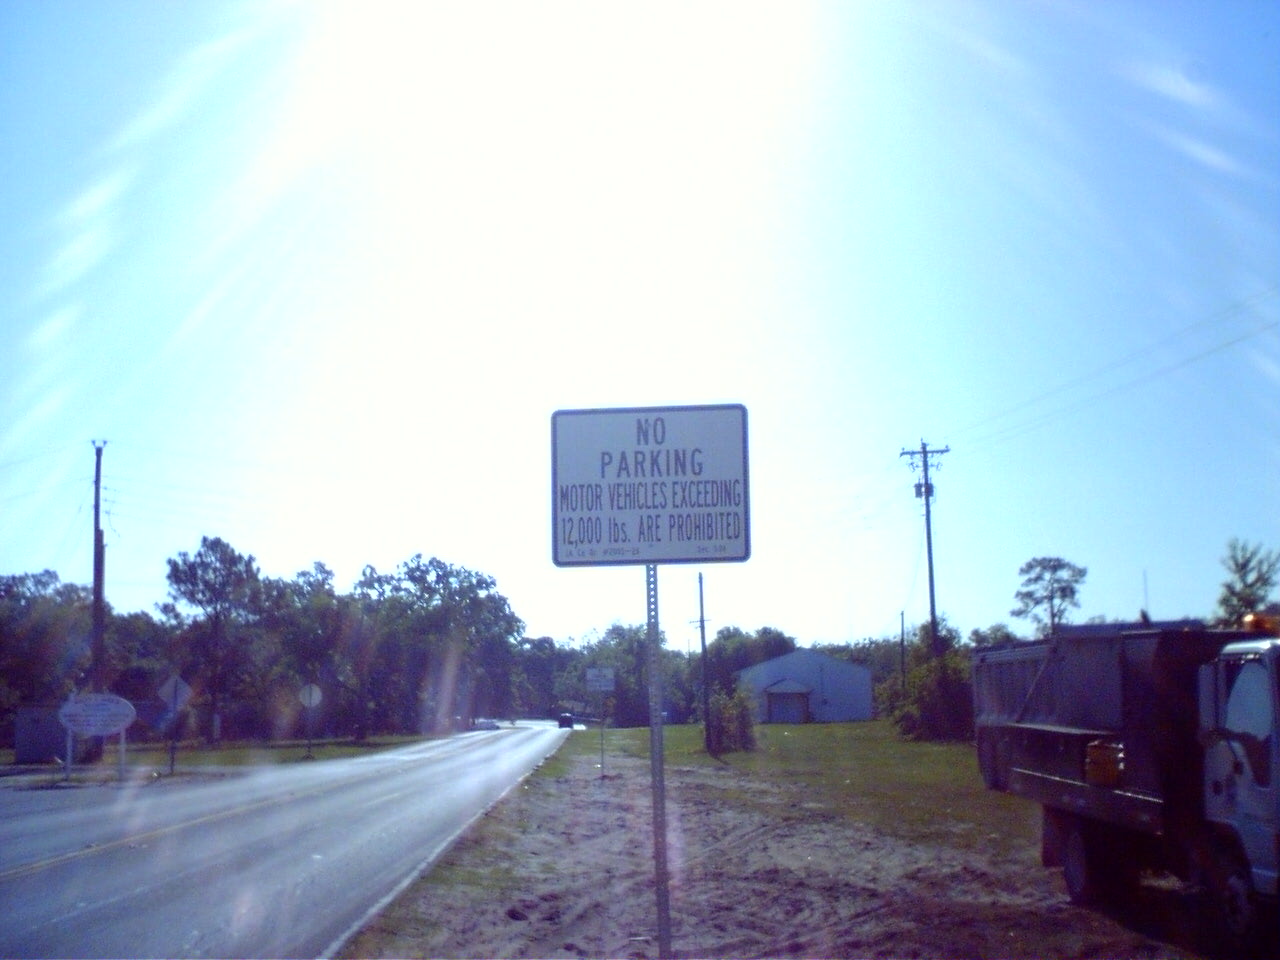 NO
PARKING
MOTOR VEHICLES EXCEEDING
12,000 lbs. ARE PROHIBITED